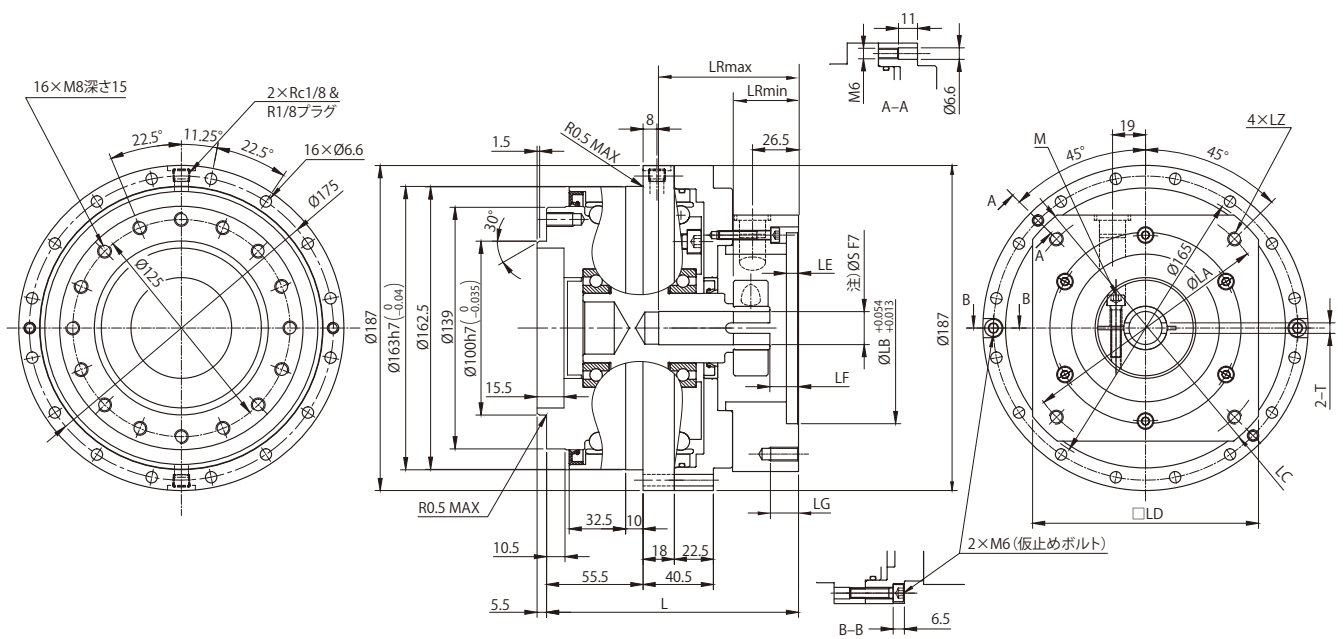 16×M8深さ15
22.5°
11.25°
22.5°
2×Rc1/8 &
R1/8プラグ
16×Ø6.6
Ø175
Ø125
Ø187
Ø163h7( 0 -0.04)
Ø162.5
Ø139
Ø100h7( 0 -0.035)
1.5
30°
15.5
R0.5 MAX
R0.5 MAX
8
LRmax
LRmin
26.5
LE
注) ØS F7
ØLB +0.054 +0.013
LF
LG
Ø187
32.5
10
18
22.5
10.5
55.5
40.5
5.5
L
11
M6
Ø6.6
A–A
M
19
4×LZ
45°
45°
A
A
B
B
Ø165
ØLA
2–T
LC
□LD
2×M6(仮止めボルト)
B–B
6.5